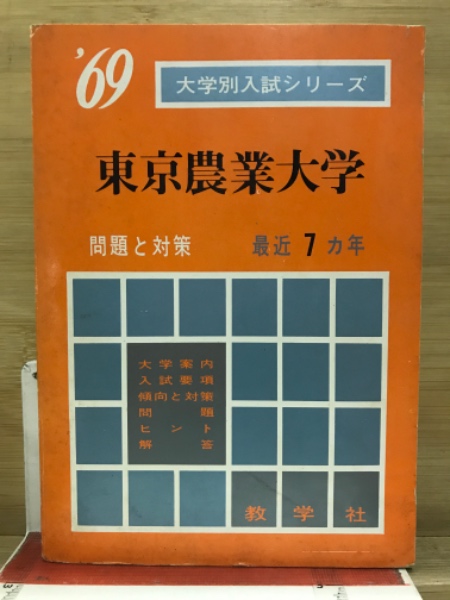 '69
大学別入試シリーズ
東京農業大学
問題と対策 最近7カ年
大学案内
入試要項
傾向と対策
問題
ヒント
解答
教学社